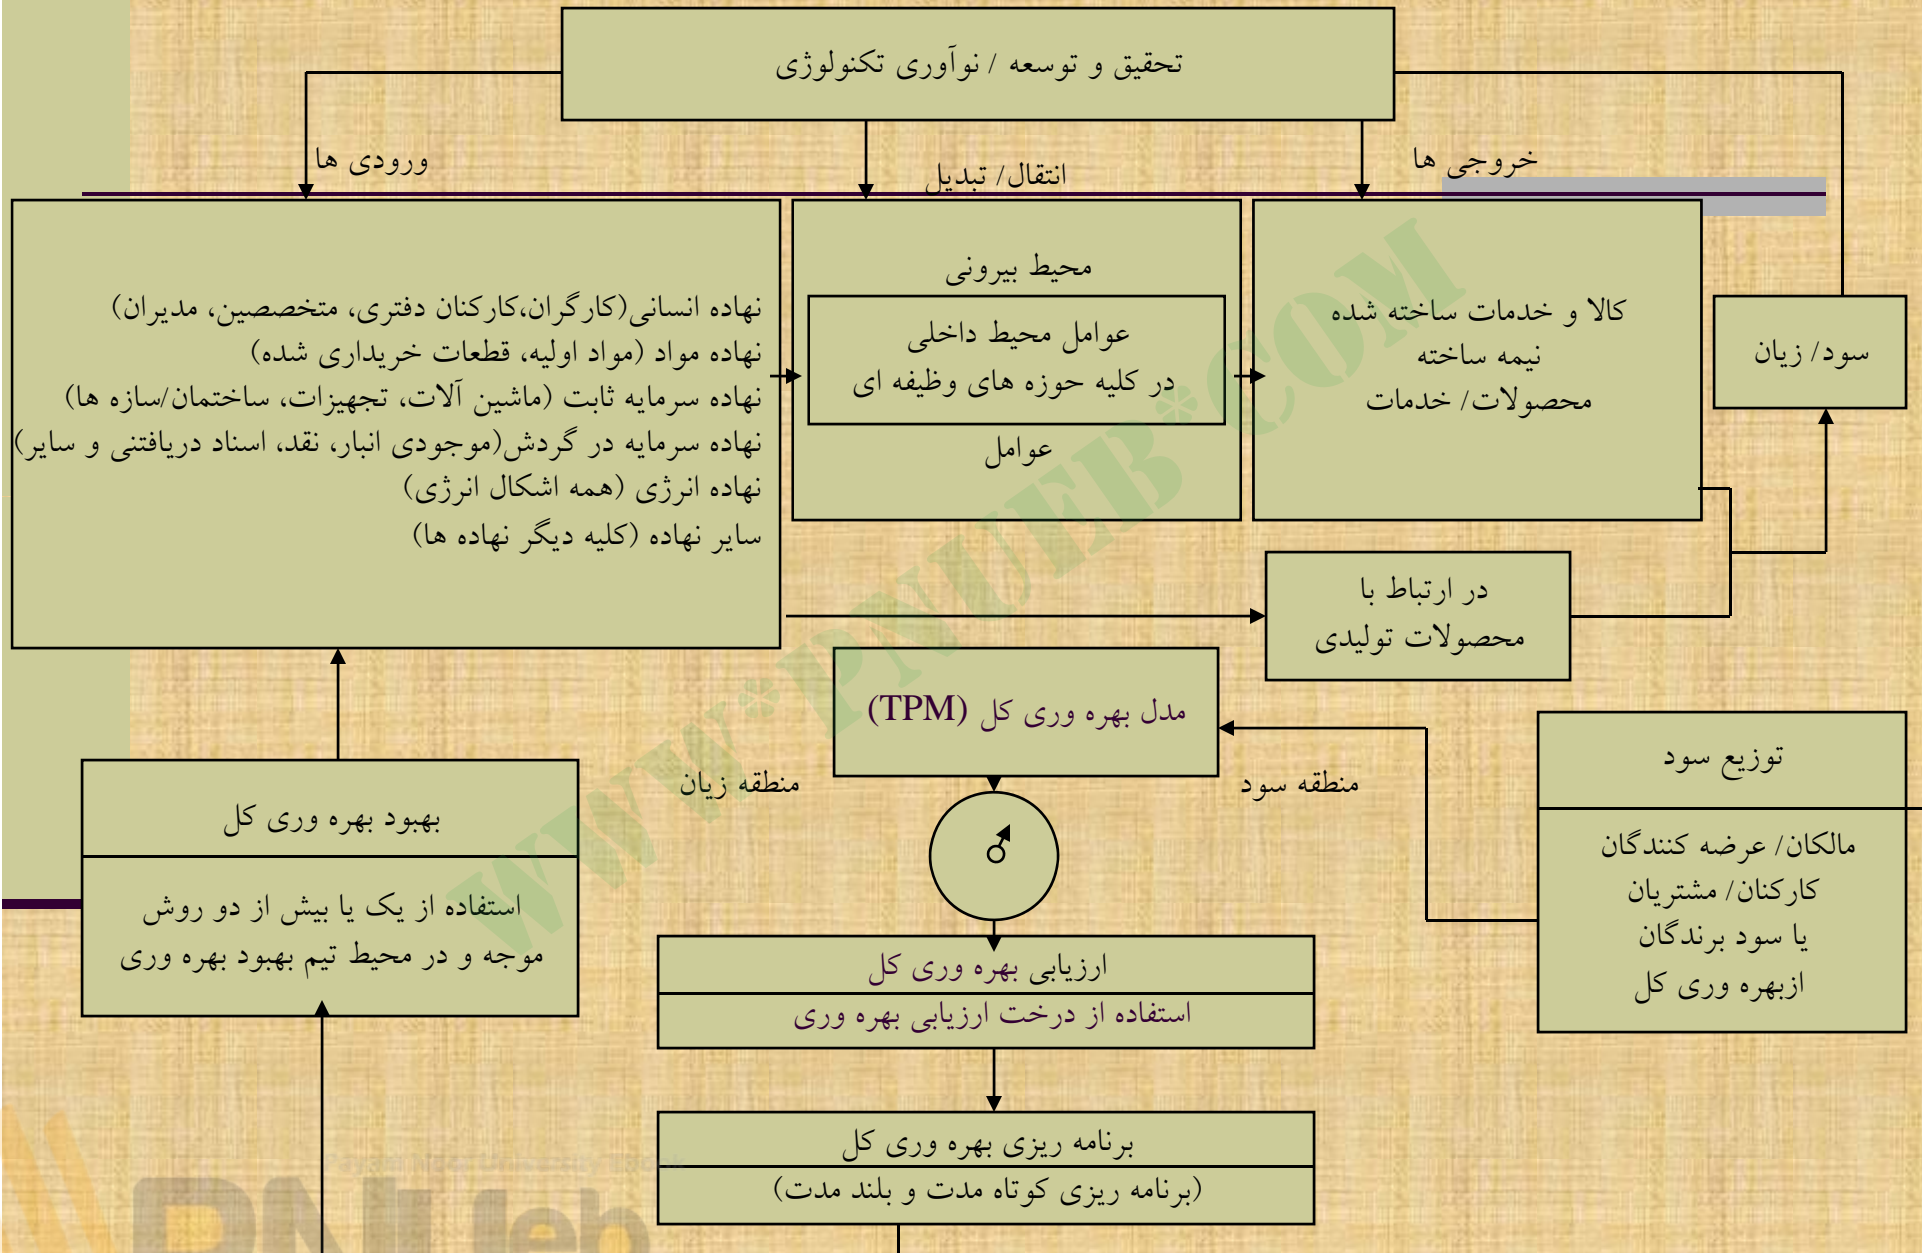 تحقیق و توسعه / نوآوری تکنولوژی
خروجی ها
انتقال/ تبدیل
ورودی ها
نهاده انسانی(کارگران،کارکنان دفتری، متخصصین، مدیران)
نهاده مواد (مواد اولیه، قطعات خریداری شده)
نهاده سرمایه ثابت (ماشین آلات، تجهیزات، ساختمان/سازه ها)
نهاده سرمایه در گردش(موجودی انبار، نقد، اسناد دریافتنی و سایر)
نهاده انرژی (همه اشکال انرژی)
سایر نهاده (کلیه دیگر نهاده ها)
محیط بیرونی
عوامل محیط داخلی
در کلیه حوزه های وظیفه ای
عوامل
کالا و خدمات ساخته شده
نیمه ساخته
محصولات/ خدمات
سود/ زیان
در ارتباط با
محصولات تولیدی
مدل بهره وری کل (TPM)
منطقه سود
منطقه زیان
توزیع سود
مالکان/ عرضه کنندگان
کارکنان/ مشتریان
یا سود برندگان
ازبهره وری کل
بهبود بهره وری کل
استفاده از یک یا بیش از دو روش
موجه و در محیط تیم بهبود بهره وری
ارزیابی بهره وری کل
استفاده از درخت ارزیابی بهره وری
برنامه ریزی بهره وری کل
(برنامه ریزی کوتاه مدت و بلند مدت)
WWW*PNUEB*COM
PNUeb